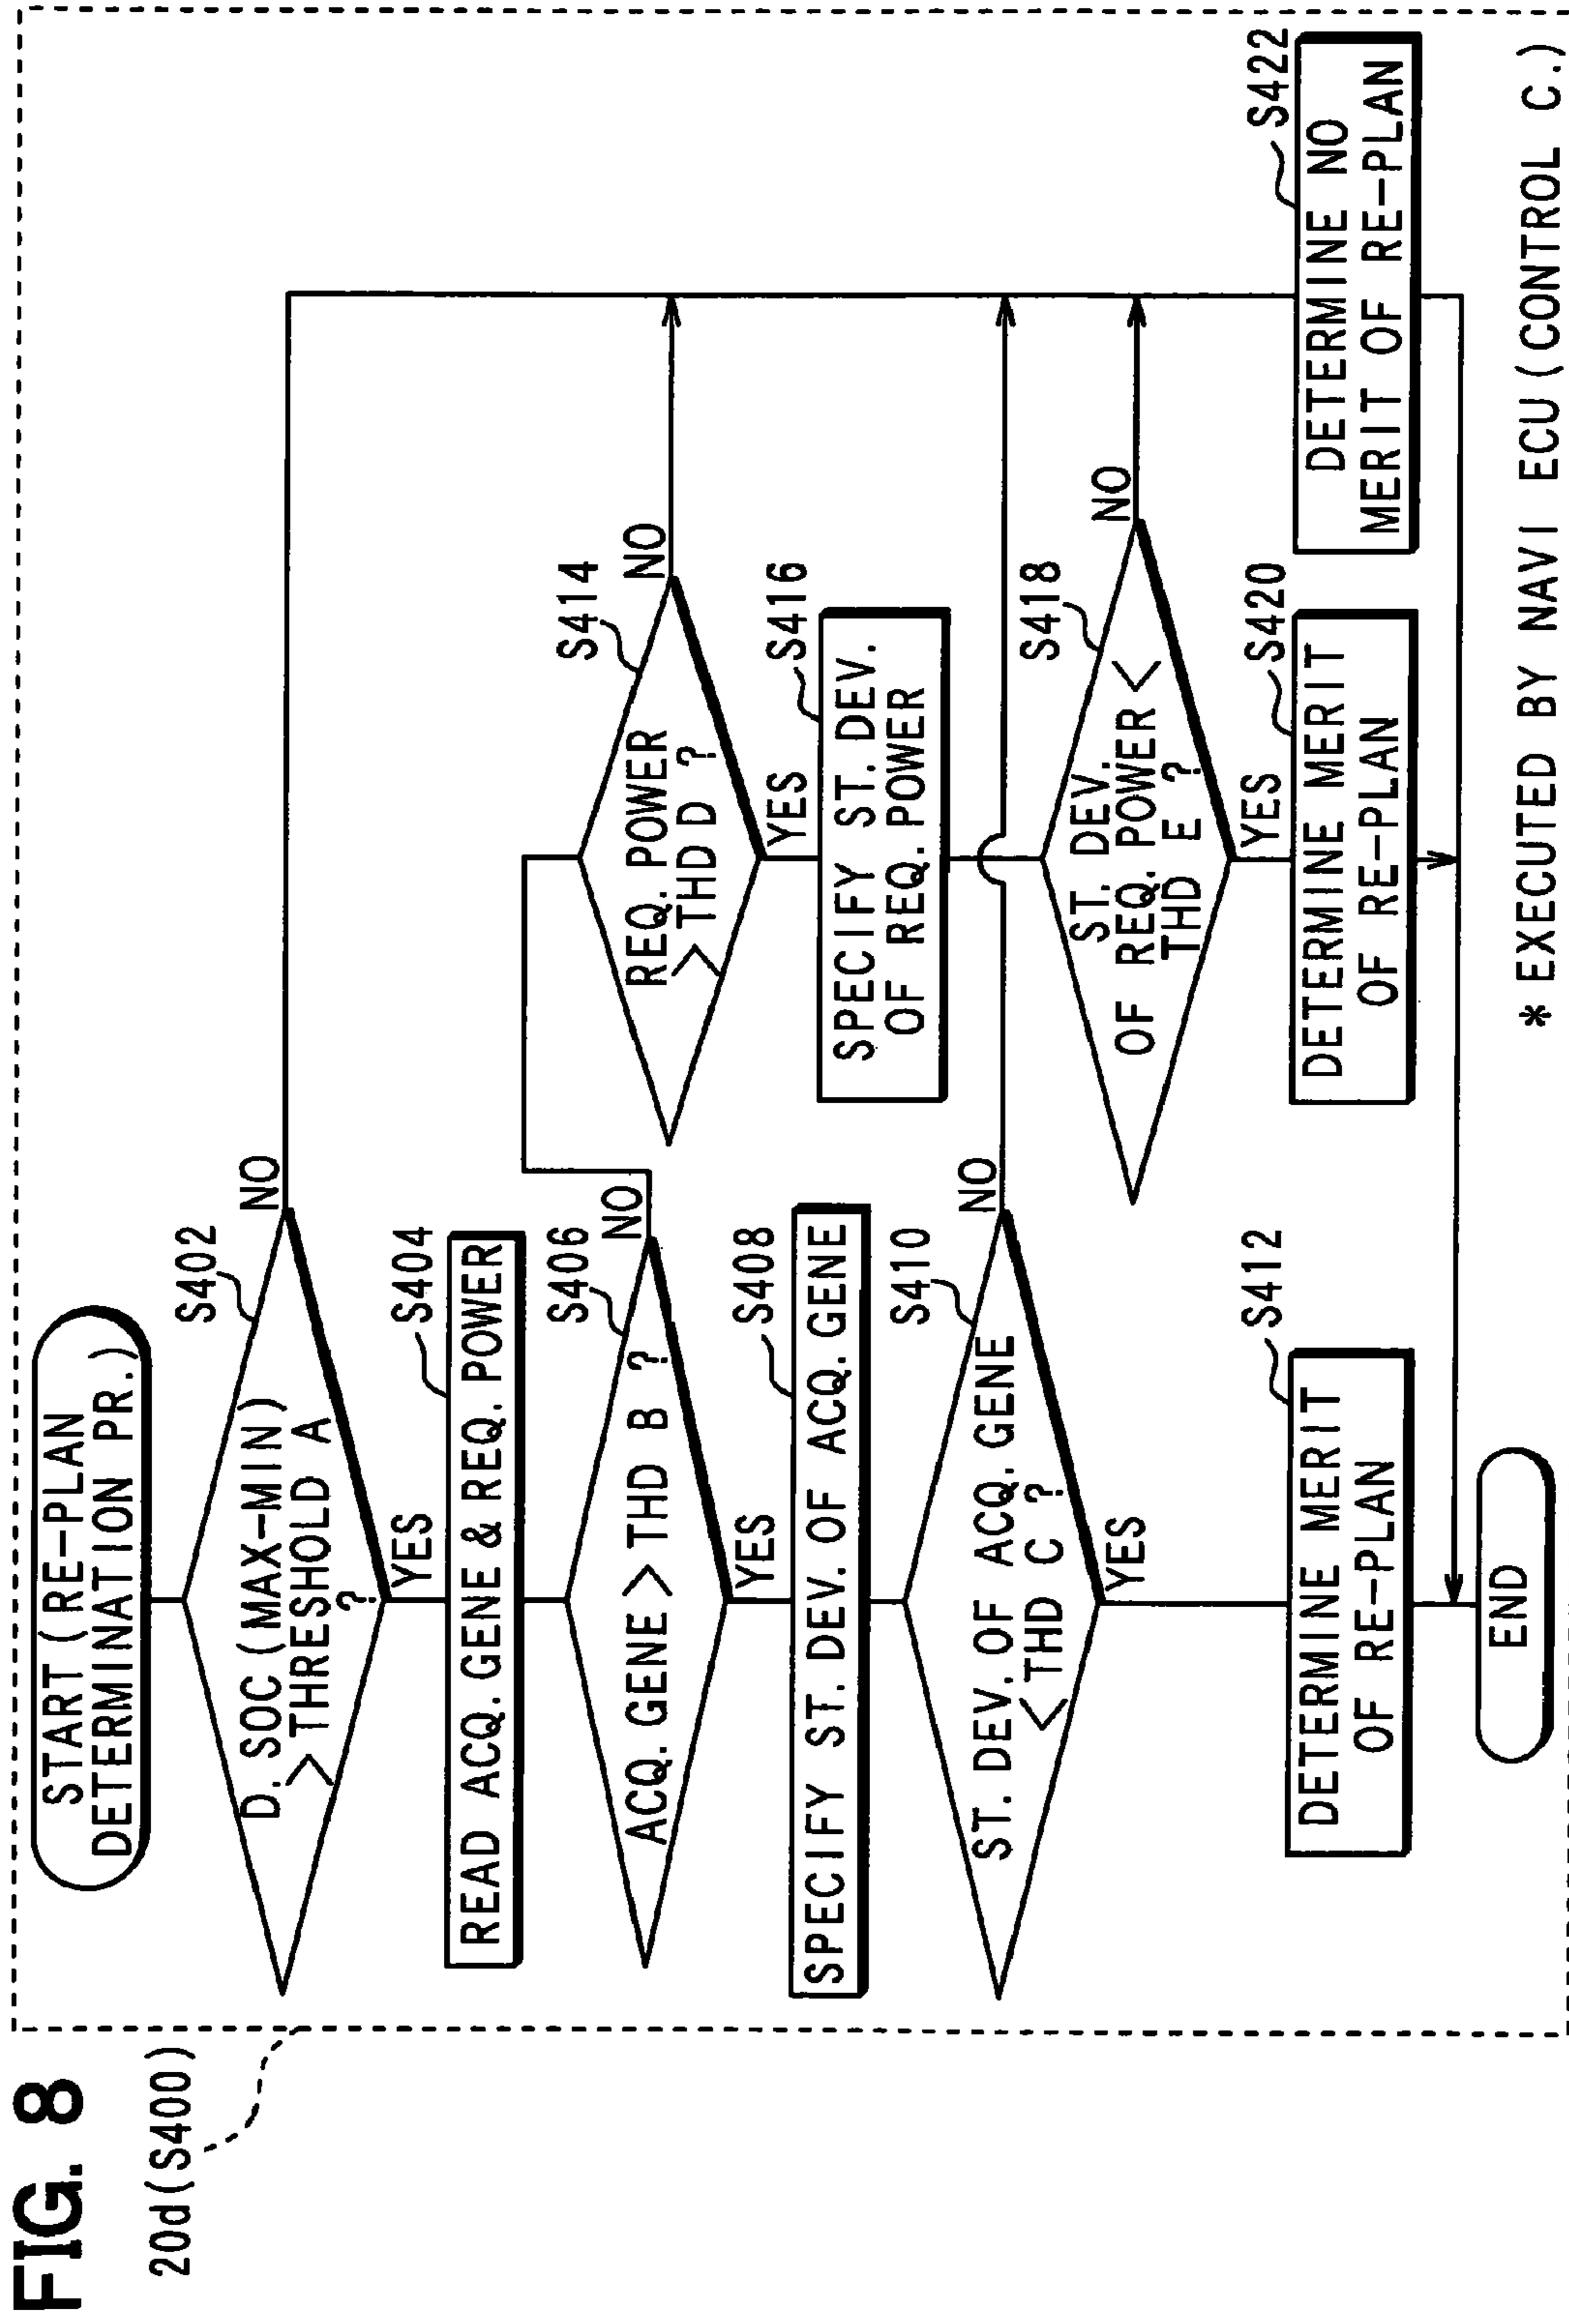 FIG. 8
20d(S400)
START(RE-PLAN
DETERMINATION PR.)
S402
D. SOC(MAX-MIN)
>THRESHOLD A
?
NO
YES
S404
READ ACQ. GENE & REQ. POWER
S406
ACQ. GENE > THD B ?
NO
YES
S408
SPECIFY ST. DEV. OF ACQ. GENE
S410
ST. DEV. OF ACQ. GENE
< THD C ?
NO
YES
S412
DETERMINE MERIT
OF RE-PLAN
END
S414
REQ. POWER
> THD D ?
NO
YES
S416
SPECIFY ST. DEV.
OF REQ. POWER
S418
ST. DEV.
OF REQ. POWER <
THD E ?
NO
YES
S420
DETERMINE MERIT
OF RE-PLAN
S422
DETERMINE NO
MERIT OF RE-PLAN
* EXECUTED BY NAVI ECU(CONTROL C.)